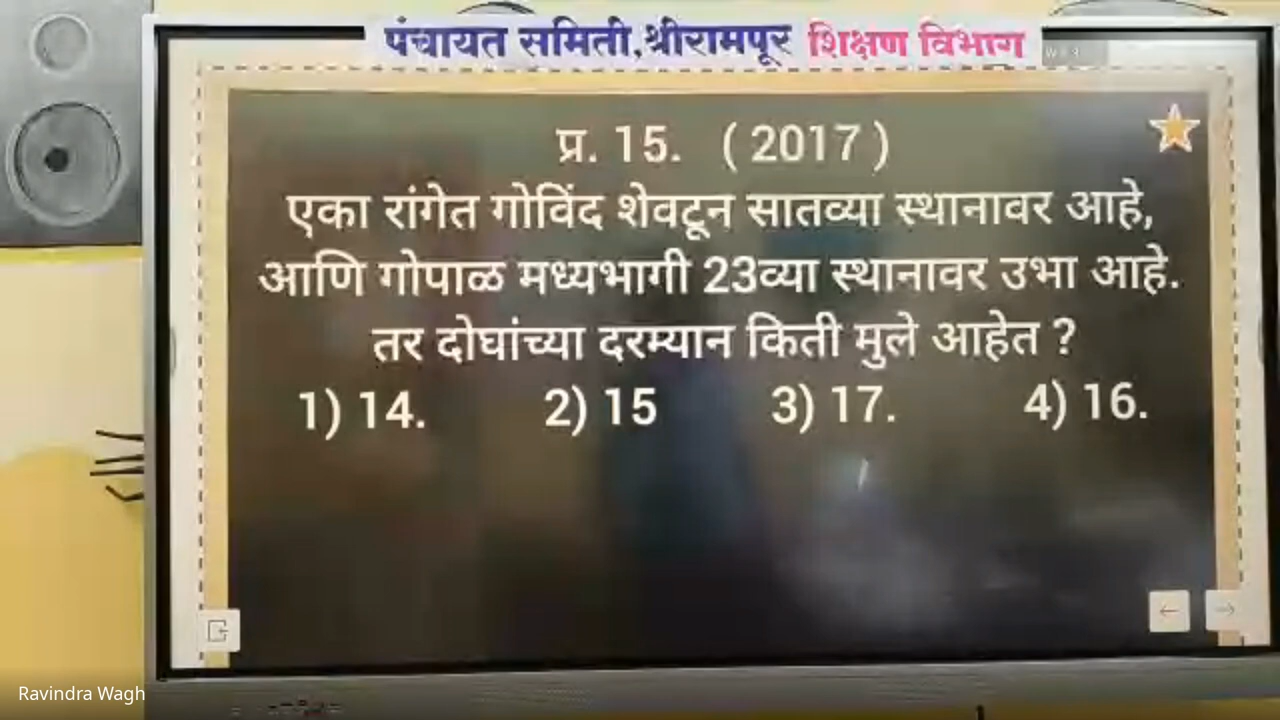 पंचायत समिती,श्रीरामपूर शिक्षण विभाग
प्र. 15. ( 2017 )
एका रांगेत गोविंद शेवटून सातव्या स्थानावर आहे,
आणि गोपाळ मध्यभागी 23व्या स्थानावर उभा आहे.
तर दोघांच्या दरम्यान किती मुले आहेत ?
1) 14. 2) 15 3) 17. 4) 16.
Ravindra Wagh